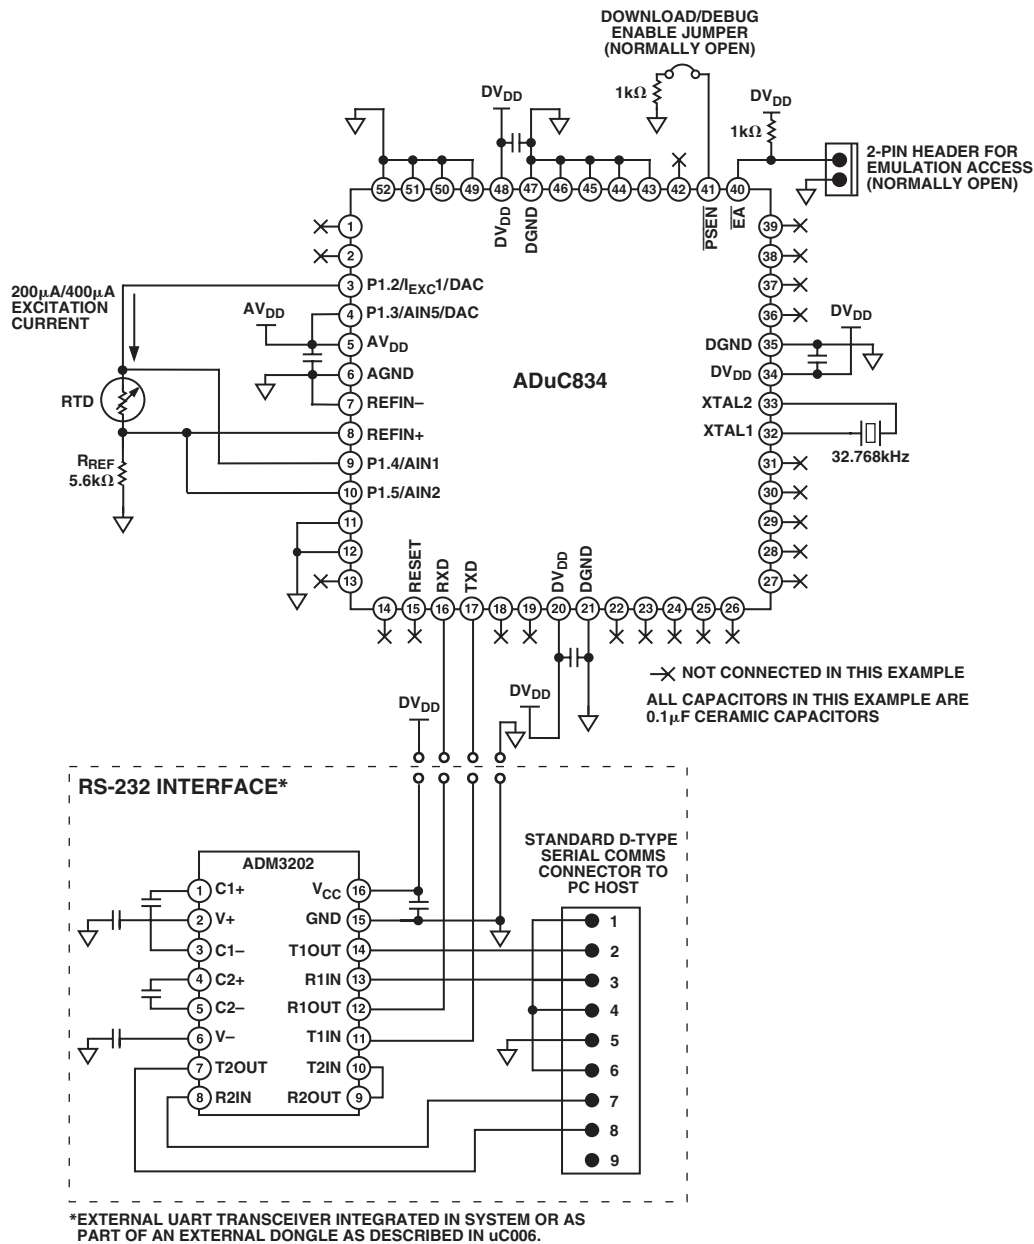 DOWNLOAD/DEBUG
ENABLE JUMPER
(NORMALLY OPEN)
1kΩ
DVDD
DVDD
1kΩ
2-PIN HEADER FOR
EMULATION ACCESS
(NORMALLY OPEN)
52 51 50 49 48 47 46 45 44 43 42 41 40
DVDD
DGND
PSEN
EA
1
2
3 P1.2/IEXC1/DAC
4 P1.3/AIN5/DAC
5 AVDD
6 AGND
7 REFIN–
8 REFIN+
9 P1.4/AIN1
10 P1.5/AIN2
11
12
13
200μA/400μA
EXCITATION
CURRENT
AVDD
RTD
RREF
5.6kΩ
ADuC834
39
38
37
36
DGND 35
DVDD 34
XTAL2 33
XTAL1 32
31
30
29
28
27
DVDD
32.768kHz
RESET
RXD
TXD
DVDD
DGND
14 15 16 17 18 19 20 21 22 23 24 25 26
NOT CONNECTED IN THIS EXAMPLE
ALL CAPACITORS IN THIS EXAMPLE ARE
0.1μF CERAMIC CAPACITORS
DVDD
DVDD
RS-232 INTERFACE*
ADM3202
1 C1+
2 V+
3 C1–
4 C2+
5 C2–
6 V–
7 T2OUT
8 R2IN
VCC 16
GND 15
T1OUT 14
R1IN 13
R1OUT 12
T1IN 11
T2IN 10
R2OUT 9
STANDARD D-TYPE
SERIAL COMMS
CONNECTOR TO
PC HOST
1
2
3
4
5
6
7
8
9
*EXTERNAL UART TRANSCEIVER INTEGRATED IN SYSTEM OR AS
PART OF AN EXTERNAL DONGLE AS DESCRIBED IN uC006.